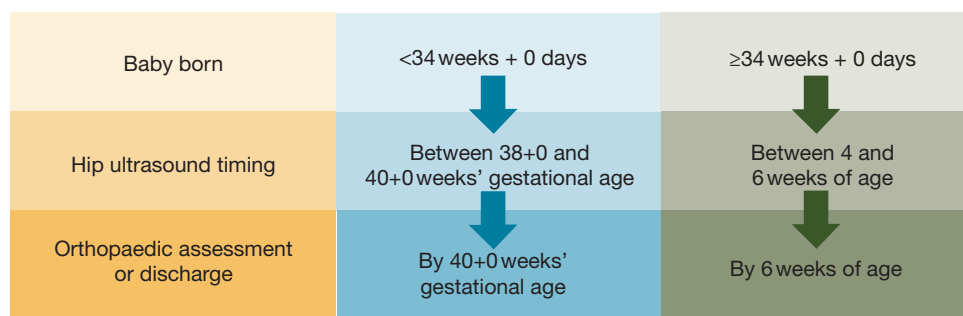 Baby born
<34 weeks + 0 days
≥34 weeks + 0 days
Hip ultrasound timing
Between 38+0 and
40+0 weeks' gestational age
Between 4 and
6 weeks of age
Orthopaedic assessment
or discharge
By 40+0 weeks'
gestational age
By 6 weeks of age